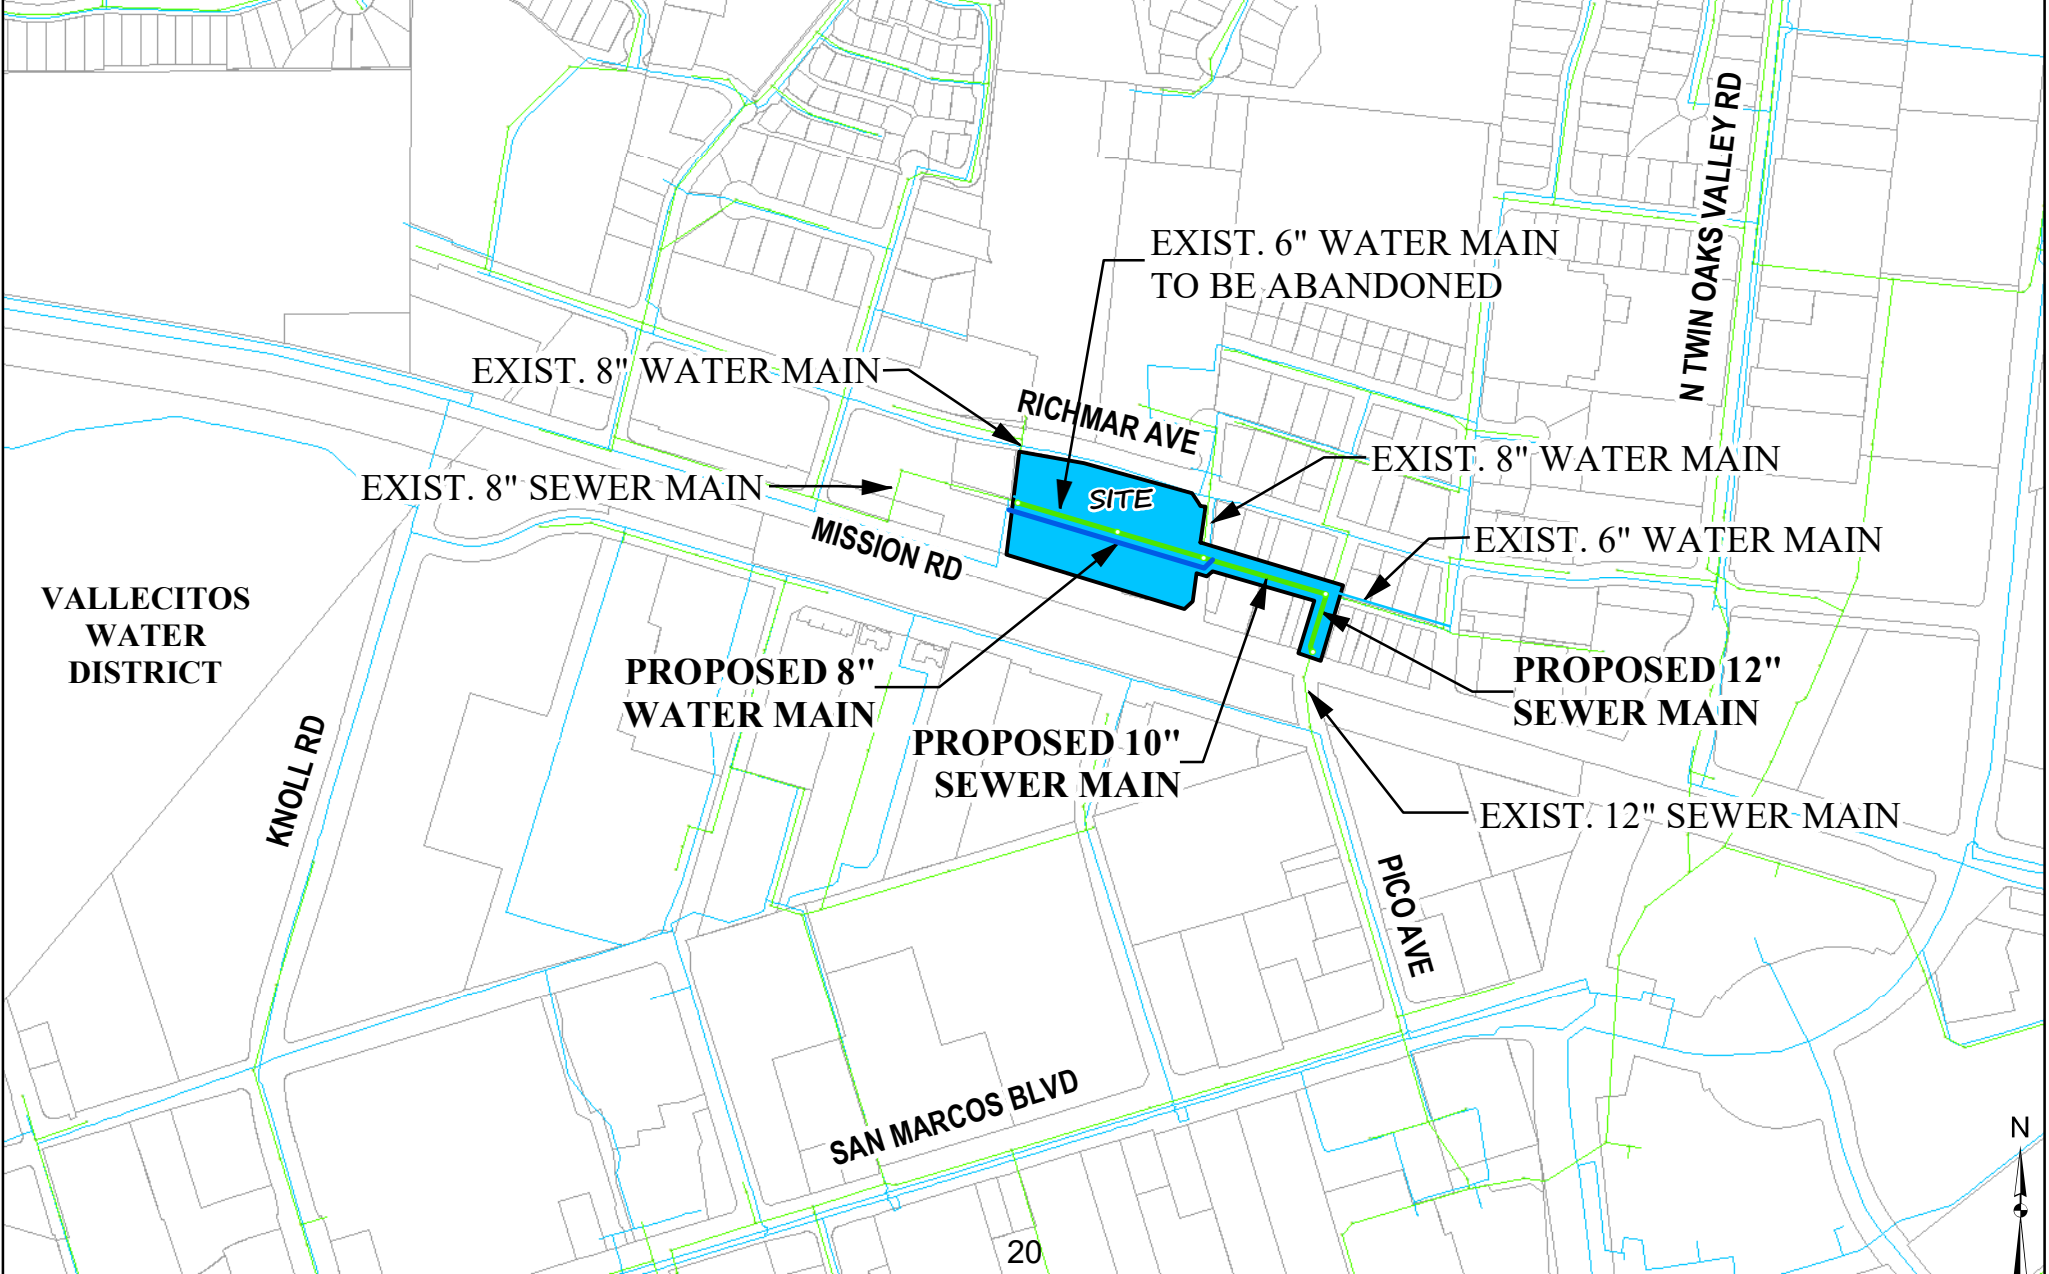 N TWIN OAKS VALLEY RD
EXIST. 6" WATER MAIN
TO BE ABANDONED
EXIST. 8" WATER MAIN
RICHMAR AVE
EXIST. 8" WATER MAIN
EXIST. 8" SEWER MAIN
SITE
MISSION RD
EXIST. 6" WATER MAIN
VALLECITOS
WATER
DISTRICT
PROPOSED 8"
WATER MAIN
PROPOSED 12"
SEWER MAIN
PROPOSED 10"
SEWER MAIN
KNOLL RD
EXIST. 12" SEWER MAIN
PICO AVE
SAN MARCOS BLVD
N
20